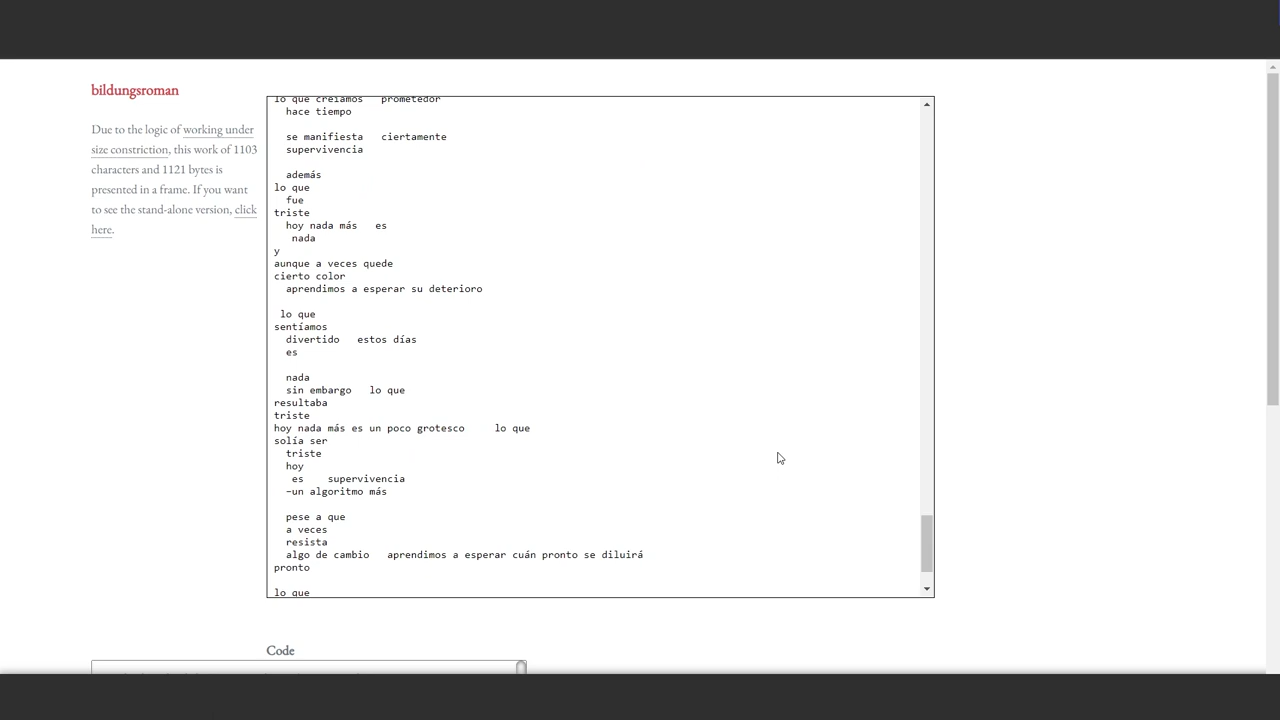 bildungsroman
Due to the logic of working under
size constriction, this work of 1103
characters and 1121 bytes is
presented in a frame. If you want
to see the stand-alone version, click
here.
lo que creíamos prometedor
hace tiempo
se manifiesta ciertamente
supervivencia
además
lo que
fue
triste
hoy nada más es
nada
y
aunque a veces quede
cierto color
aprendimos a esperar su deterioro
lo que
sentíamos
divertido estos días
es
nada
sin embargo lo que
resultaba
triste
hoy nada más es un poco grotesco lo que
solía ser
triste
hoy
es supervivencia
–un algoritmo más
pese a que
a veces
resista
algo de cambio aprendimos a esperar cuán pronto se diluirá
pronto
lo que
Code